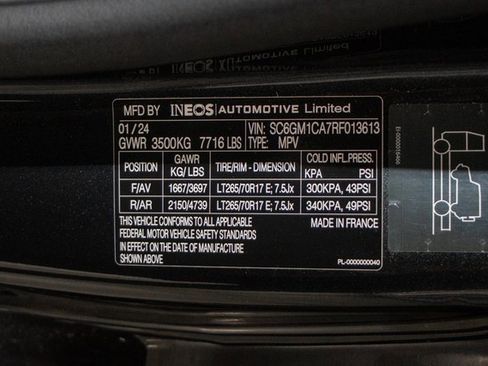 MFD BY INEOS AUTOMOTIVE Limited
01/24 VIN: SC6GM1CA7RF013613
GVWR 3500KG 7716 LBS TYPE: MPV
POSITION GAWR KG/LBS TIRE/RIM - DIMENSION COLD INFL.PRESS. KPA PSI
F/AV 1667/3697 LT265/70R17 E; 7.5Jx 300KPA, 43PSI
R/AR 2150/4739 LT265/70R17 E; 7.5Jx 340KPA, 49PSI
THIS VEHICLE CONFORMS TO ALL APPLICABLE MADE IN FRANCE
FEDERAL MOTOR VEHICLE SAFETY STANDARDS
IN EFFECT ON THE DATE OF MANUFACTURE
SHOWN ABOVE PL-0000000040